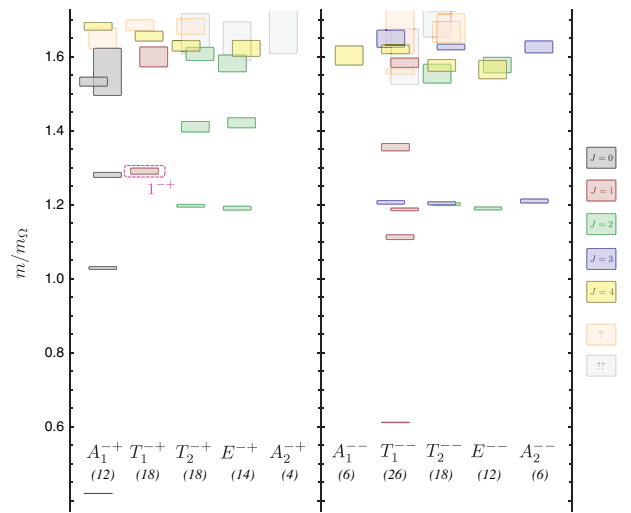 1.6
1.4
1.2
1.0
0.8
0.6
m/m_Ω
1⁻⁺
A₁⁻⁺ T₁⁻⁺ T₂⁻⁺ E⁻⁺ A₂⁻⁺ A₁⁻⁻ T₁⁻⁻ T₂⁻⁻ E⁻⁻ A₂⁻⁻
(12) (18) (18) (14) (4) (6) (26) (18) (12) (6)
J = 0
J = 1
J = 2
J = 3
J = 4
?
??